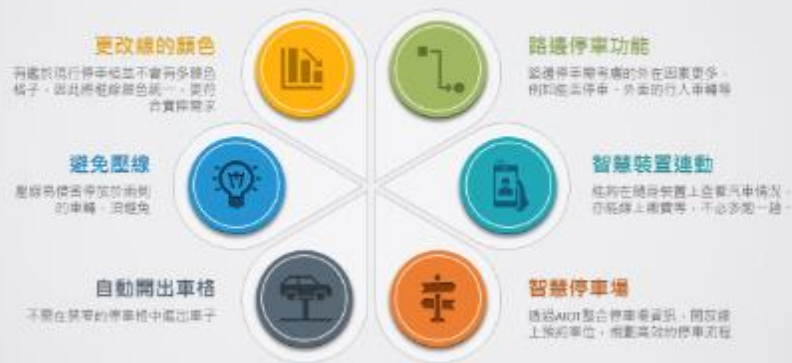 更改線的顏色
有鑑於現行停車格並不會有多顏色
格子，因此將框線顏色統一，更符
合實際需求
避免壓線
壓線易侵害停放於兩側
的車輛，須避免
自動開出車格
不需在狹窄的停車格中進出車子
路邊停車功能
路邊停車需考慮的外在因素更多，
例如能否停車、外面的行人車輛等
智慧裝置連動
能夠在隨身裝置上查看汽車情況，
亦能線上繳費等，不必多跑一趟。
智慧停車場
透過AIOT整合停車場資訊，開放線
上預約車位，規劃高效的停車流程